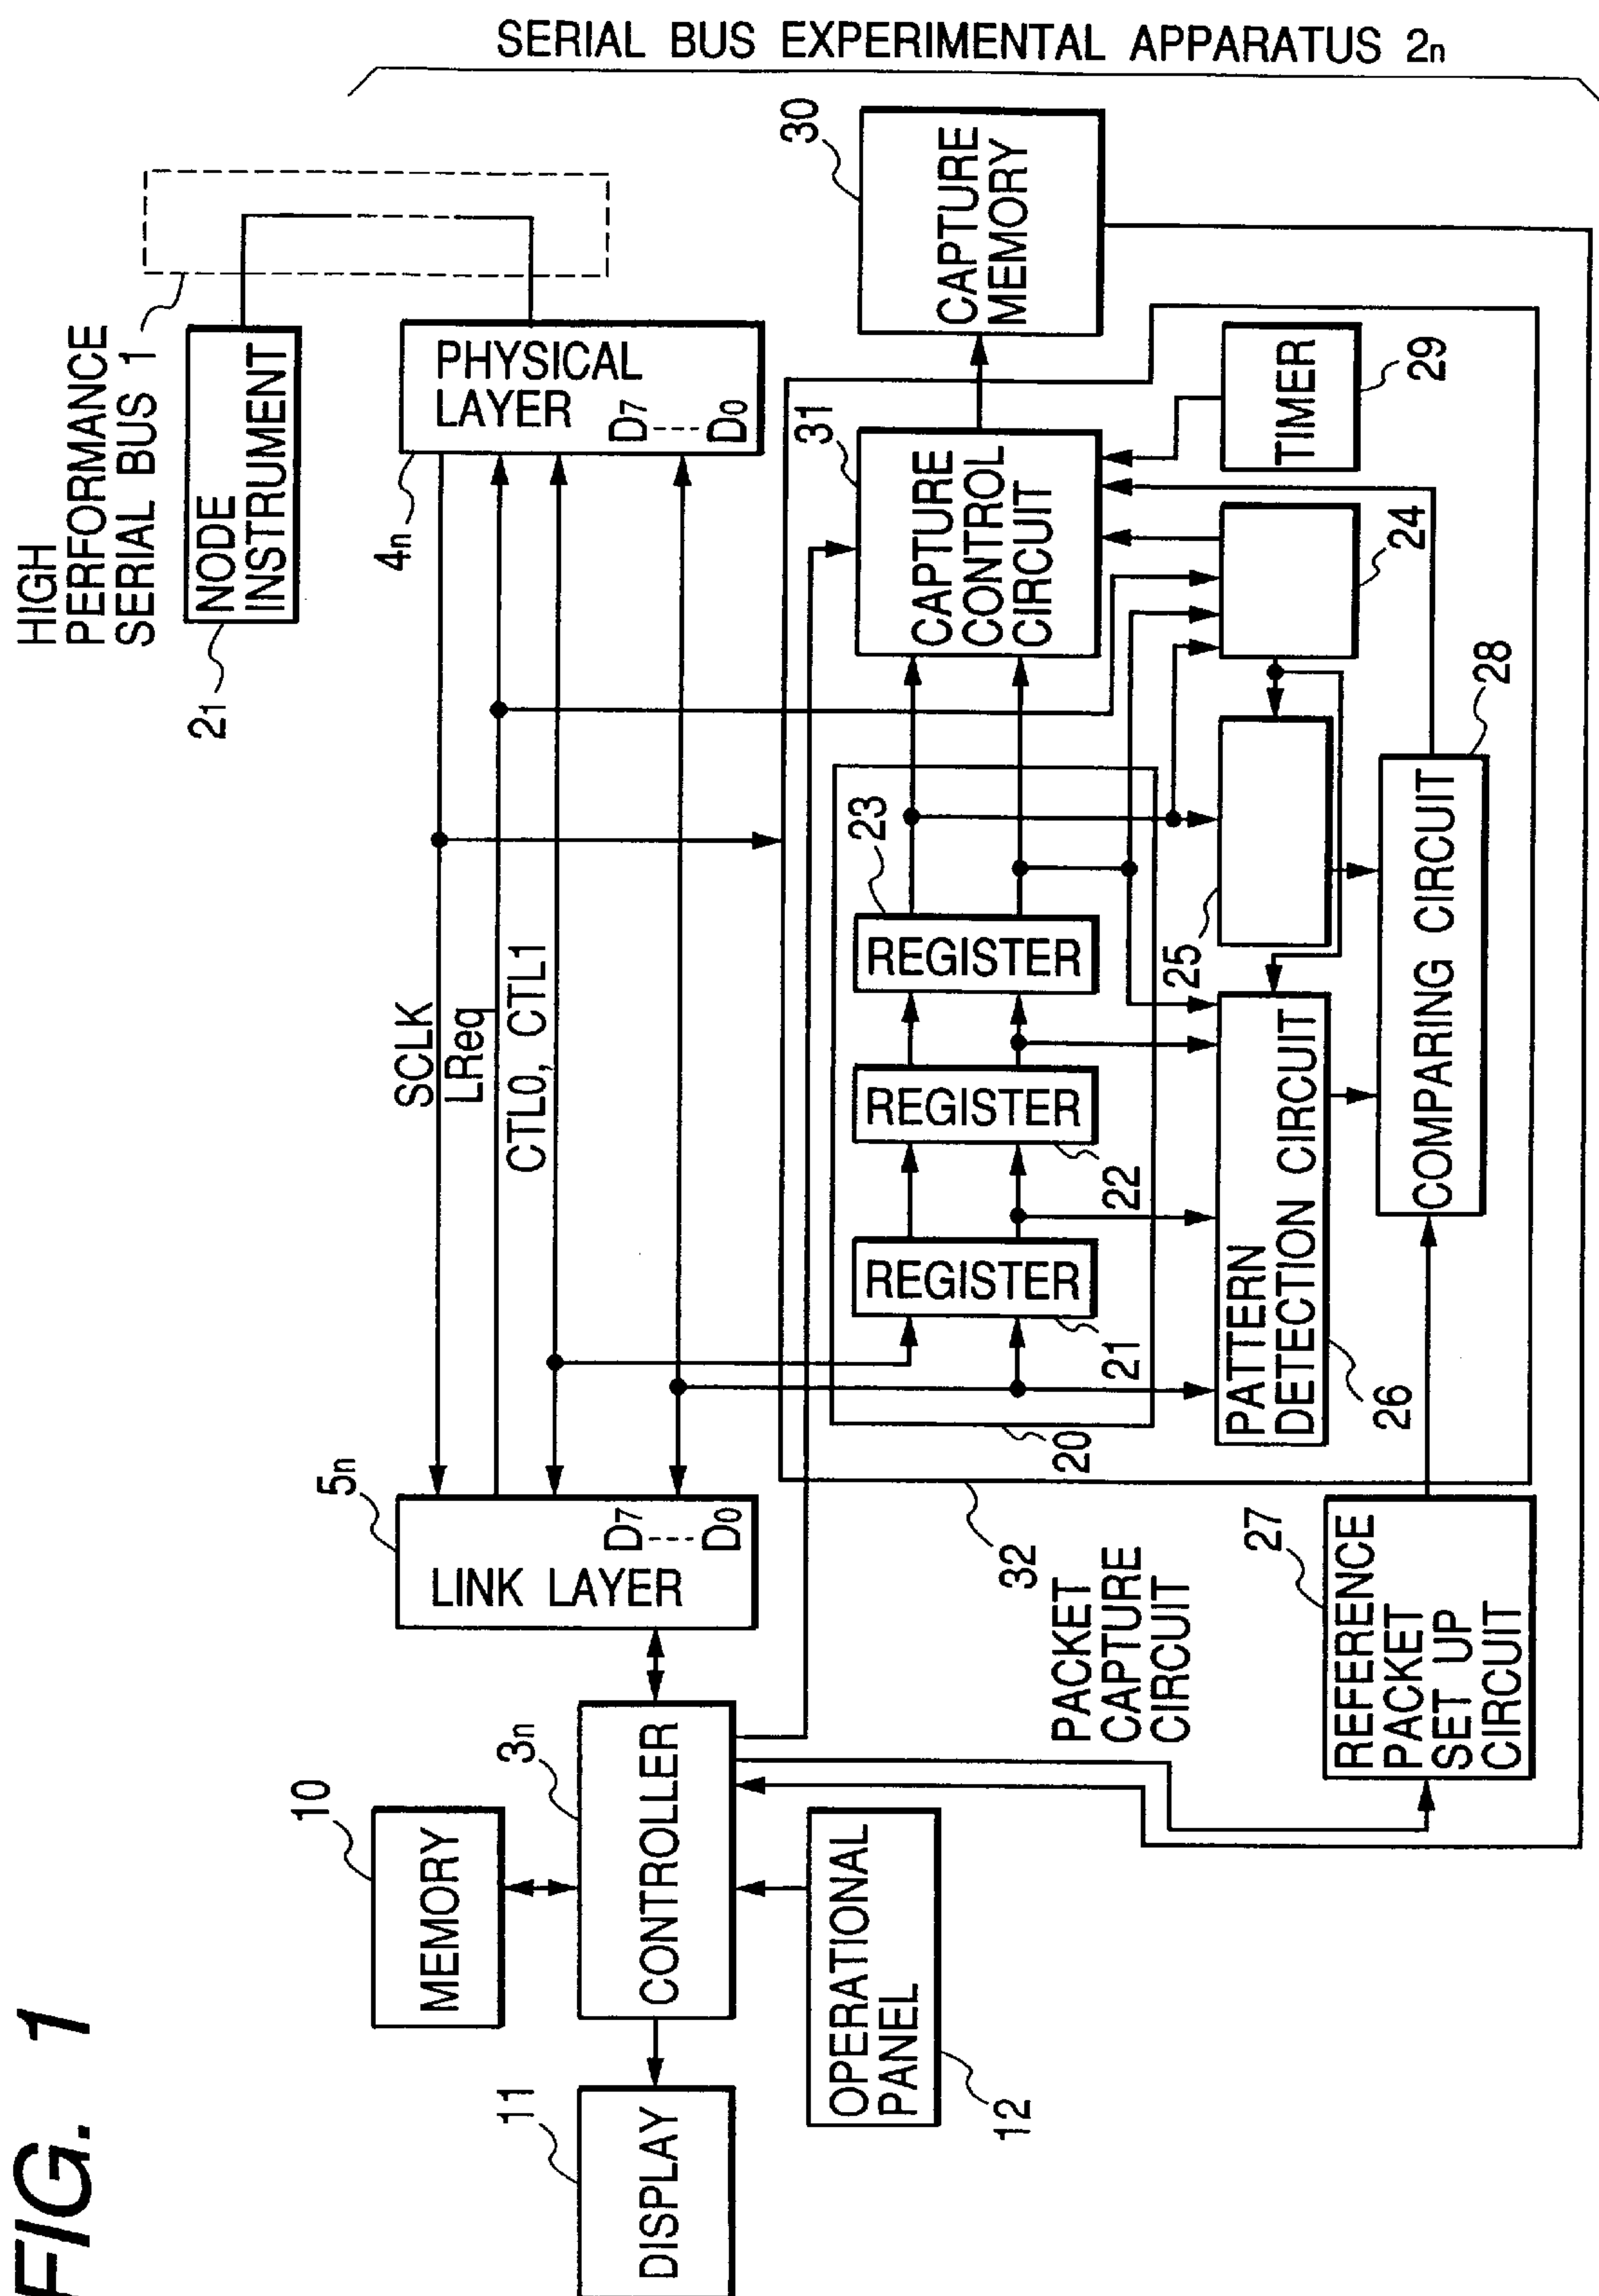 FIG. 1
SERIAL BUS EXPERIMENTAL APPARATUS 2n
HIGH
PERFORMANCE
SERIAL BUS 1
NODE
INSTRUMENT
21
PHYSICAL
LAYER
D7
D0
4n
SCLK
LReq
CTL0, CTL1
5n
LINK LAYER
D7
D0
10
MEMORY
3n
CONTROLLER
11
DISPLAY
OPERATIONAL
PANEL
12
30
CAPTURE
MEMORY
31
CAPTURE
CONTROL
CIRCUIT
TIMER
29
24
23
REGISTER
REGISTER
22
REGISTER
21
20
25
PATTERN
DETECTION CIRCUIT
26
COMPARING CIRCUIT
28
32
PACKET
CAPTURE
CIRCUIT
27
REFERENCE
PACKET
SET UP
CIRCUIT